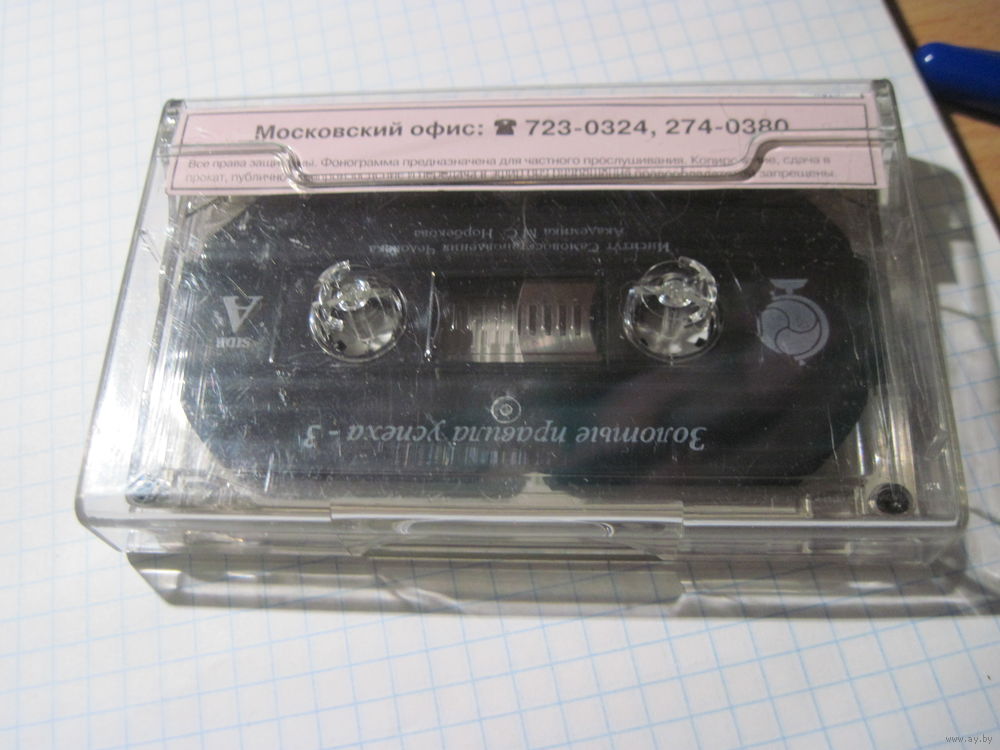 Московский офис: ☎ 723-0324, 274-0380
Все права защищены. Фонограмма предназначена для частного прослушивания. Копирование, сдача в
прокат, публичное запрещены.
Институт Самовосстановления Человека
Академика М.С. Норбекова
A
SIDE
Золотые правила успеха - 3
www.ay.by